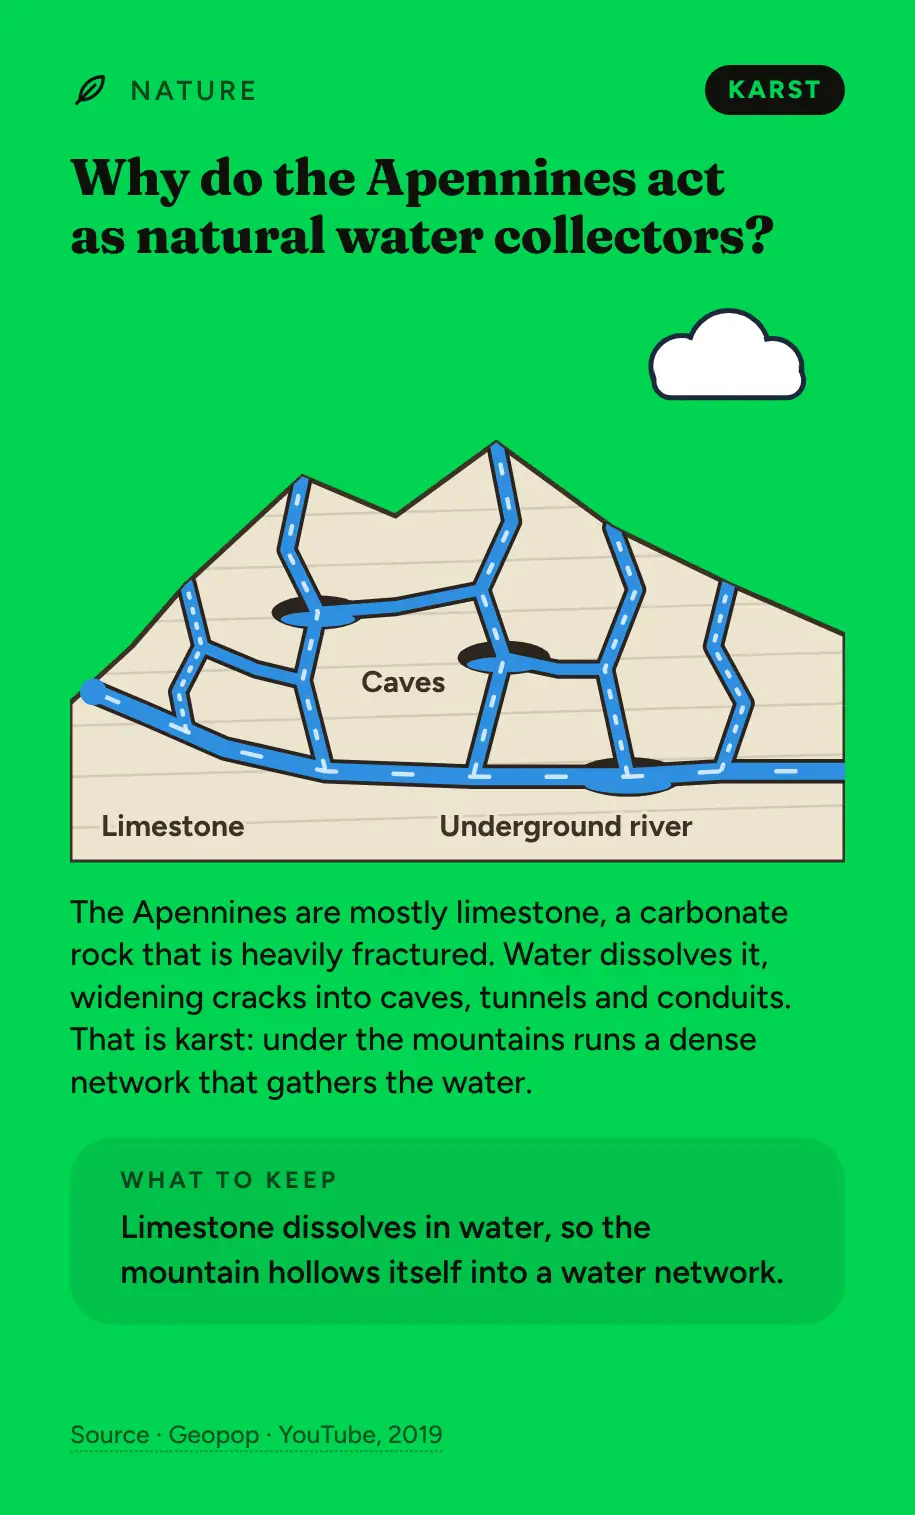 NATURE
KARST
Why do the Apennines act
as natural water collectors?
Caves
Limestone
Underground river
The Apennines are mostly limestone, a carbonate
rock that is heavily fractured. Water dissolves it,
widening cracks into caves, tunnels and conduits.
That is karst: under the mountains runs a dense
network that gathers the water.
WHAT TO KEEP
Limestone dissolves in water, so the
mountain hollows itself into a water network.
Source · Geopop · YouTube, 2019